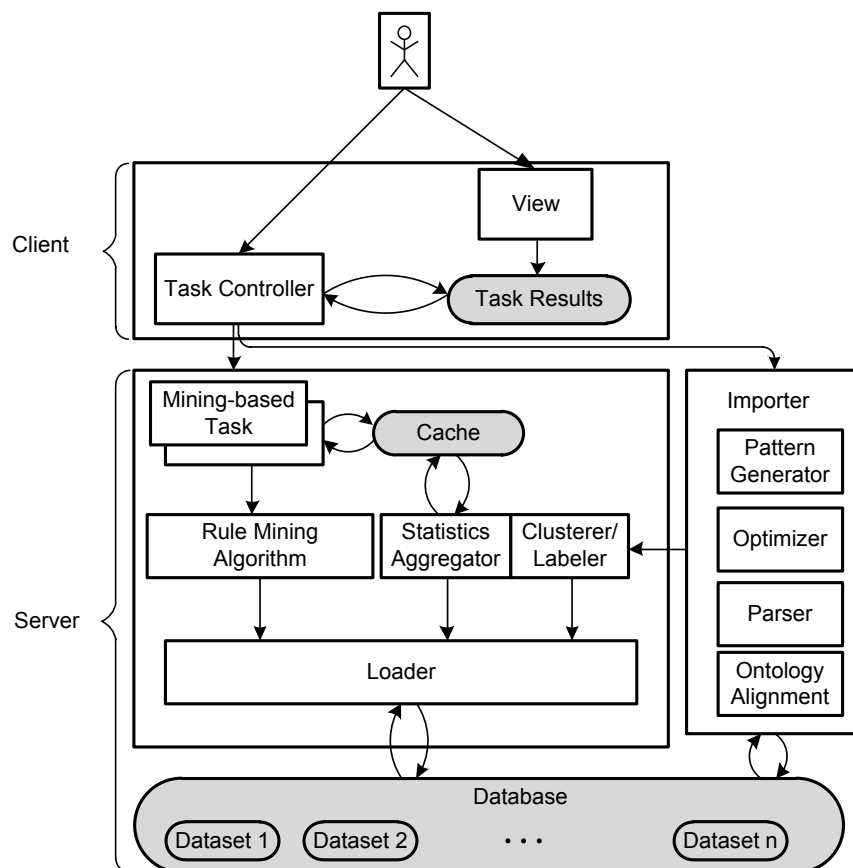 Client
View
Task Controller
Task Results
Server
Mining-based
Task
Cache
Rule Mining
Algorithm
Statistics
Aggregator
Clusterer/
Labeler
Loader
Importer
Pattern
Generator
Optimizer
Parser
Ontology
Alignment
Database
Dataset 1
Dataset 2
. . .
Dataset n